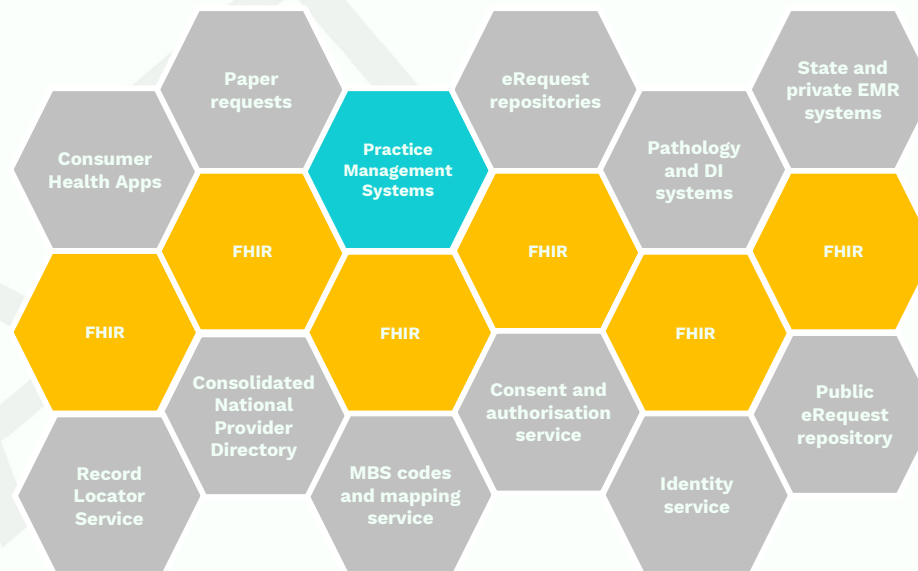 Paper
requests
eRequest
repositories
State and
private EMR
systems
Consumer
Health Apps
Practice
Management
Systems
Pathology
and DI
systems
FHIR
FHIR
FHIR
FHIR
FHIR
FHIR
Consolidated
National
Provider
Directory
Consent and
authorisation
service
Public
eRequest
repository
Record
Locator
Service
MBS codes
and mapping
service
Identity
service